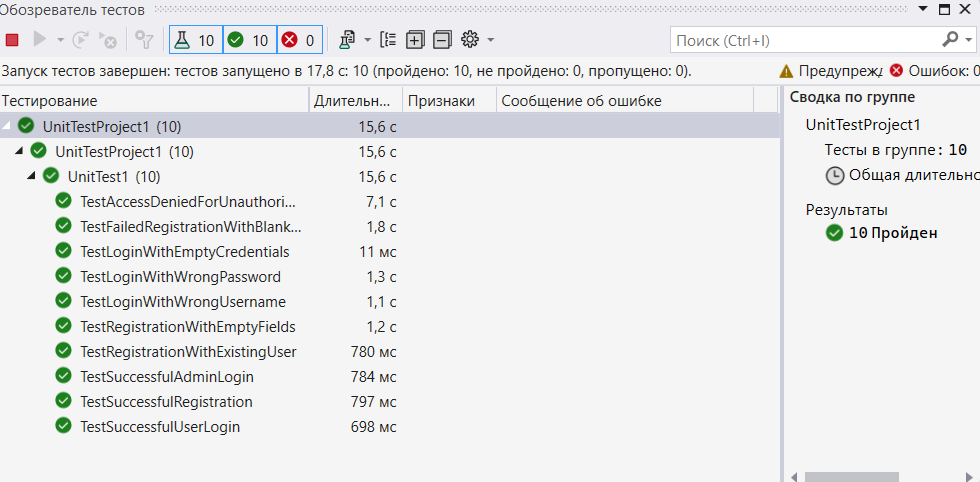 Обозреватель тестов
10 10 0
Поиск (Ctrl+I)
Запуск тестов завершен: тестов запущено в 17,8 с: 10 (пройдено: 10, не пройдено: 0, пропущено: 0). Предупрежд Ошибок: 0
Тестирование Длительн... Признаки Сообщение об ошибке
UnitTestProject1 (10) 15,6 с
UnitTestProject1 (10) 15,6 с
UnitTest1 (10) 15,6 с
TestAccessDeniedForUnauthori... 7,1 с
TestFailedRegistrationWithBlank... 1,8 с
TestLoginWithEmptyCredentials 11 мс
TestLoginWithWrongPassword 1,3 с
TestLoginWithWrongUsername 1,1 с
TestRegistrationWithEmptyFields 1,2 с
TestRegistrationWithExistingUser 780 мс
TestSuccessfulAdminLogin 784 мс
TestSuccessfulRegistration 797 мс
TestSuccessfulUserLogin 698 мс
Сводка по группе
UnitTestProject1
Тесты в группе: 10
Общая длительно
Результаты
10 Пройден